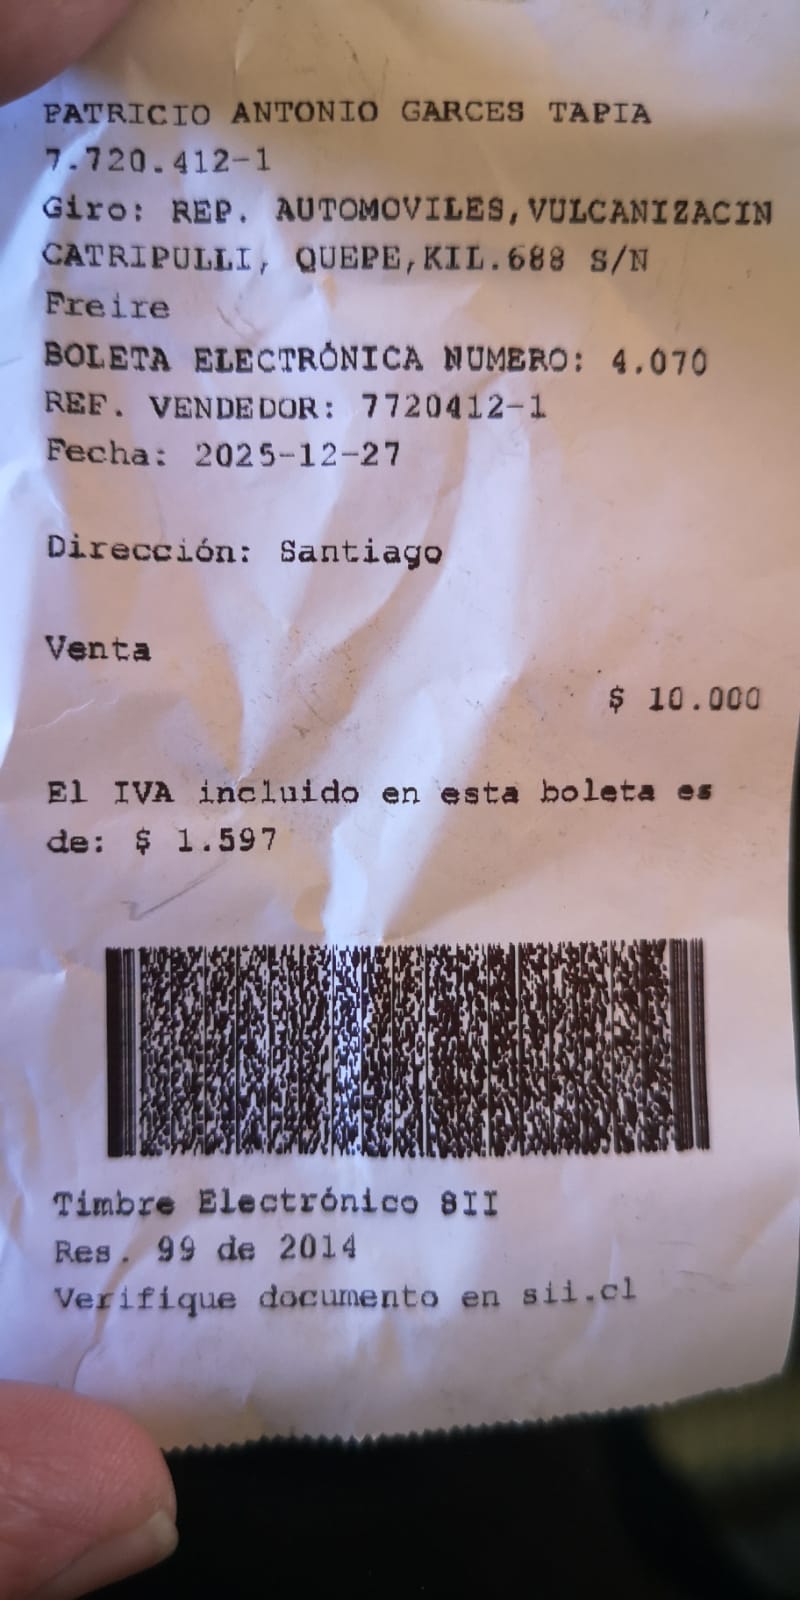 PATRICIO ANTONIO GARCES TAPIA
7.720.412-1
Giro: REP. AUTOMOVILES,VULCANIZACIN
CATRIPULLI, QUEPE,KIL.688 S/N
Freire
BOLETA ELECTRÓNICA NUMERO: 4.070
REF. VENDEDOR: 7720412-1
Fecha: 2025-12-27
Dirección: Santiago
Venta
$ 10.000
El IVA incluido en esta boleta es
de: $ 1.597
Timbre Electrónico SII
Res. 99 de 2014
Verifique documento en sii.cl